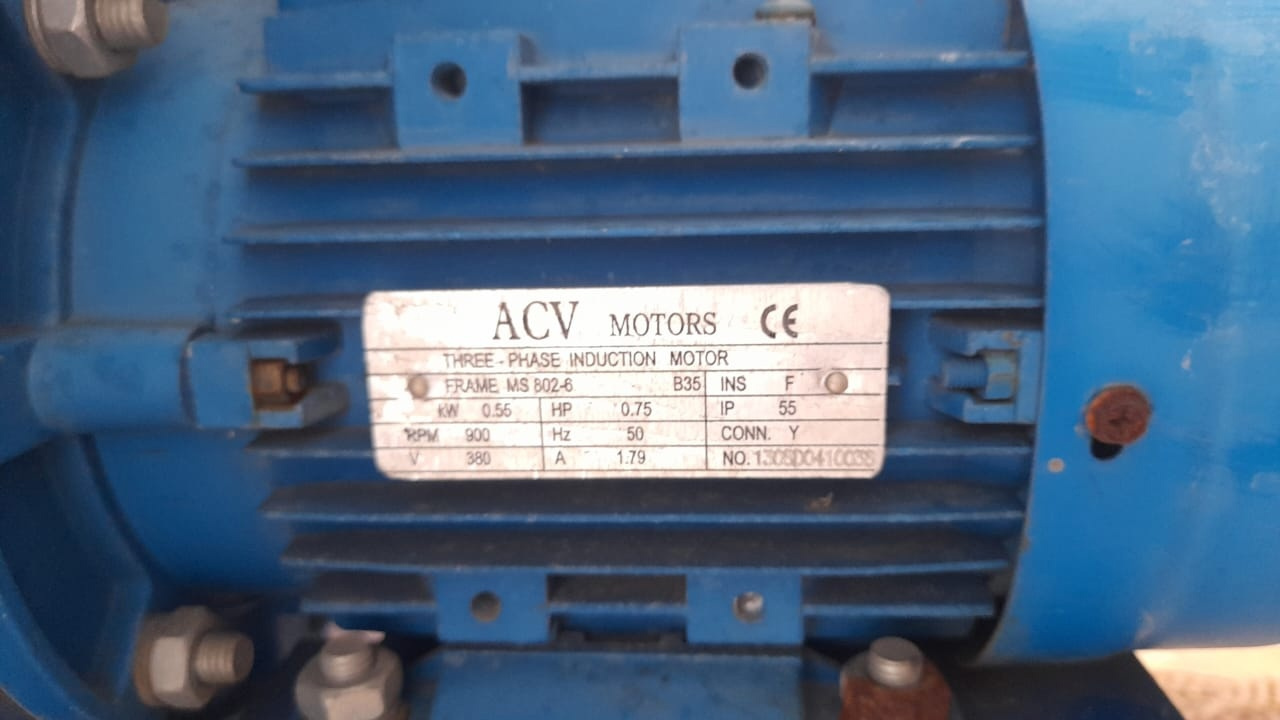 ACV MOTORS CE
THREE-PHASE INDUCTION MOTOR
FRAME MS 802-6 B35 INS F
kW 0.55 HP 0.75 IP 55
RPM 900 Hz 50 CONN. Y
V 380 A 1.79 NO.